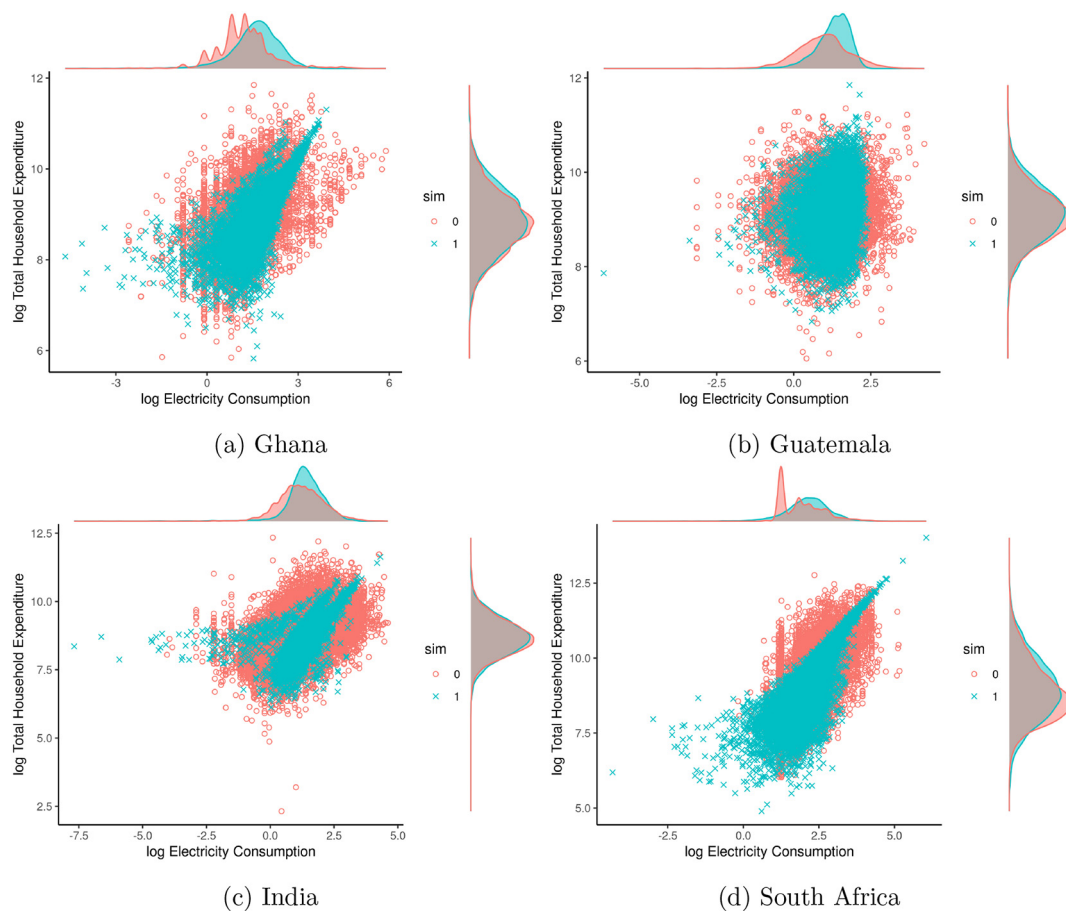 12
10
8
6
log Total Household Expenditure
-3
0
3
6
log Electricity Consumption
sim
0
1
(a) Ghana
12
10
8
6
log Total Household Expenditure
-5.0
-2.5
0.0
2.5
log Electricity Consumption
sim
0
1
(b) Guatemala
12.5
10.0
7.5
5.0
2.5
log Total Household Expenditure
-7.5
-5.0
-2.5
0.0
2.5
5.0
log Electricity Consumption
sim
0
1
(c) India
12.5
10.0
7.5
5.0
log Total Household Expenditure
-2.5
0.0
2.5
5.0
log Electricity Consumption
sim
0
1
(d) South Africa